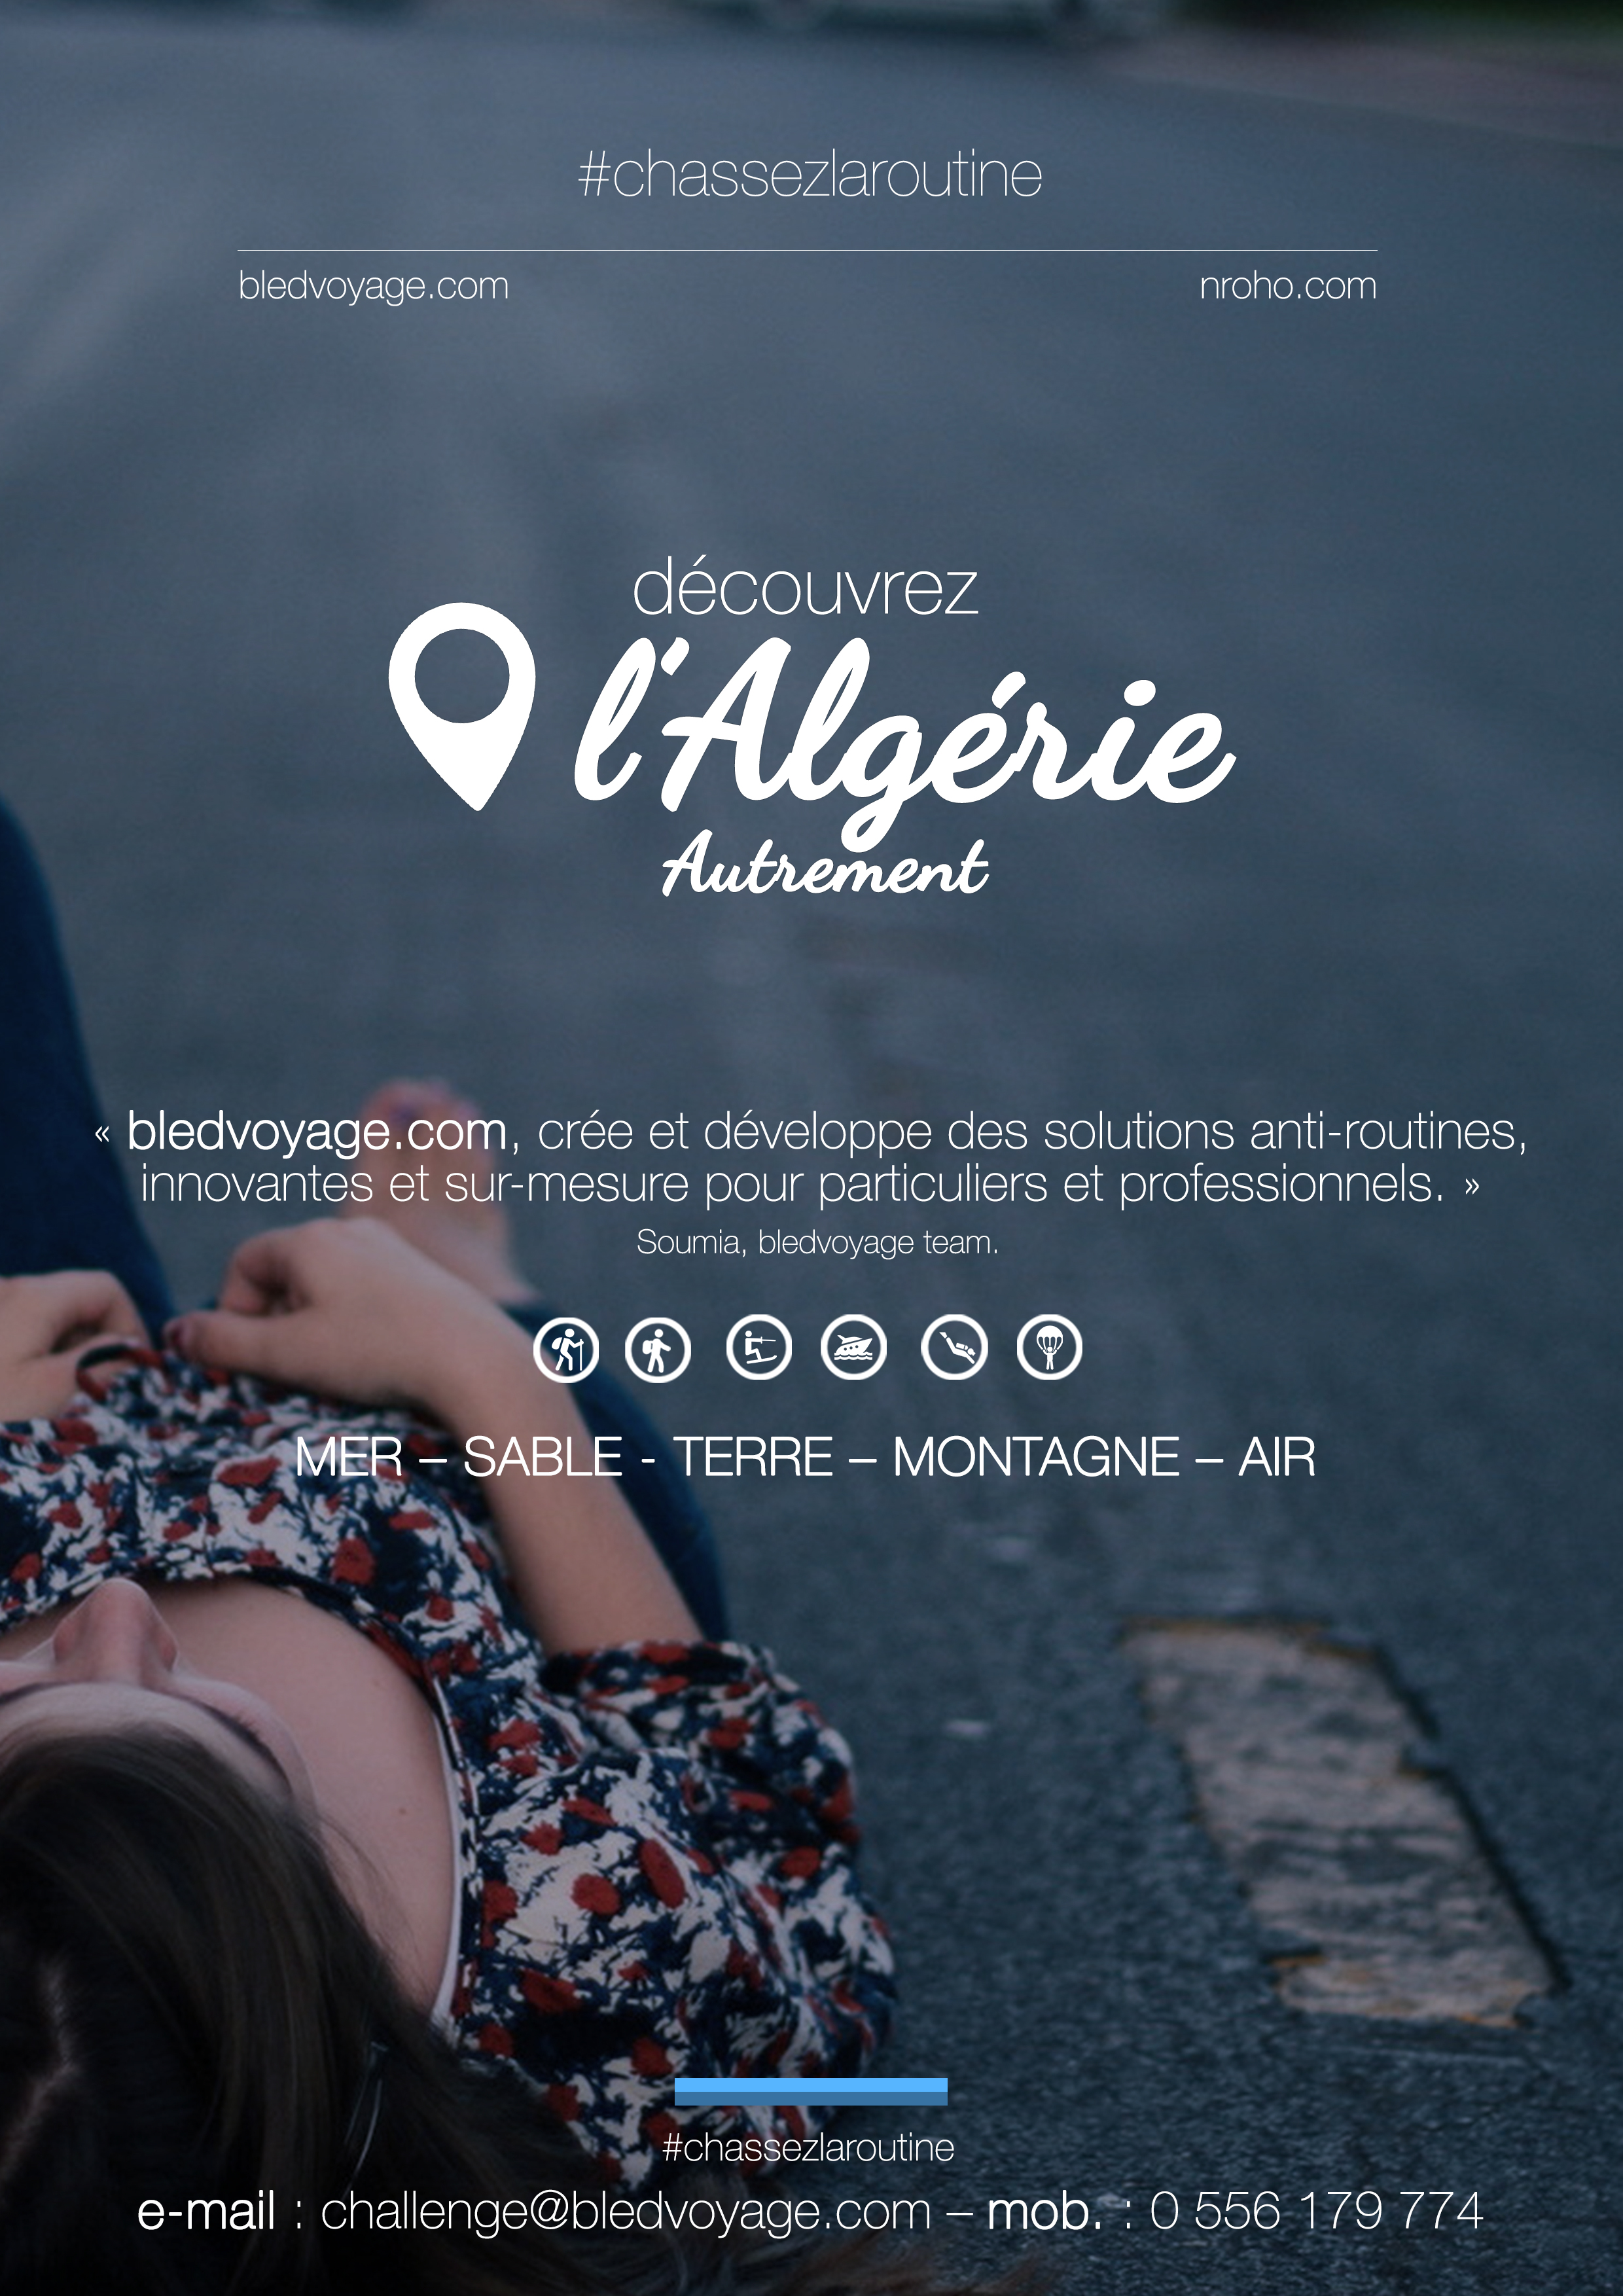 #chassezlaroutine
bledvoyage.com
nroho.com
découvrez
l'Algérie
Autrement
« bledvoyage.com, crée et développe des solutions anti-routines,
innovantes et sur-mesure pour particuliers et professionnels. »
Soumia, bledvoyage team.
MER – SABLE - TERRE – MONTAGNE – AIR
#chassezlaroutine
e-mail : challenge@bledvoyage.com – mob. : 0 556 179 774